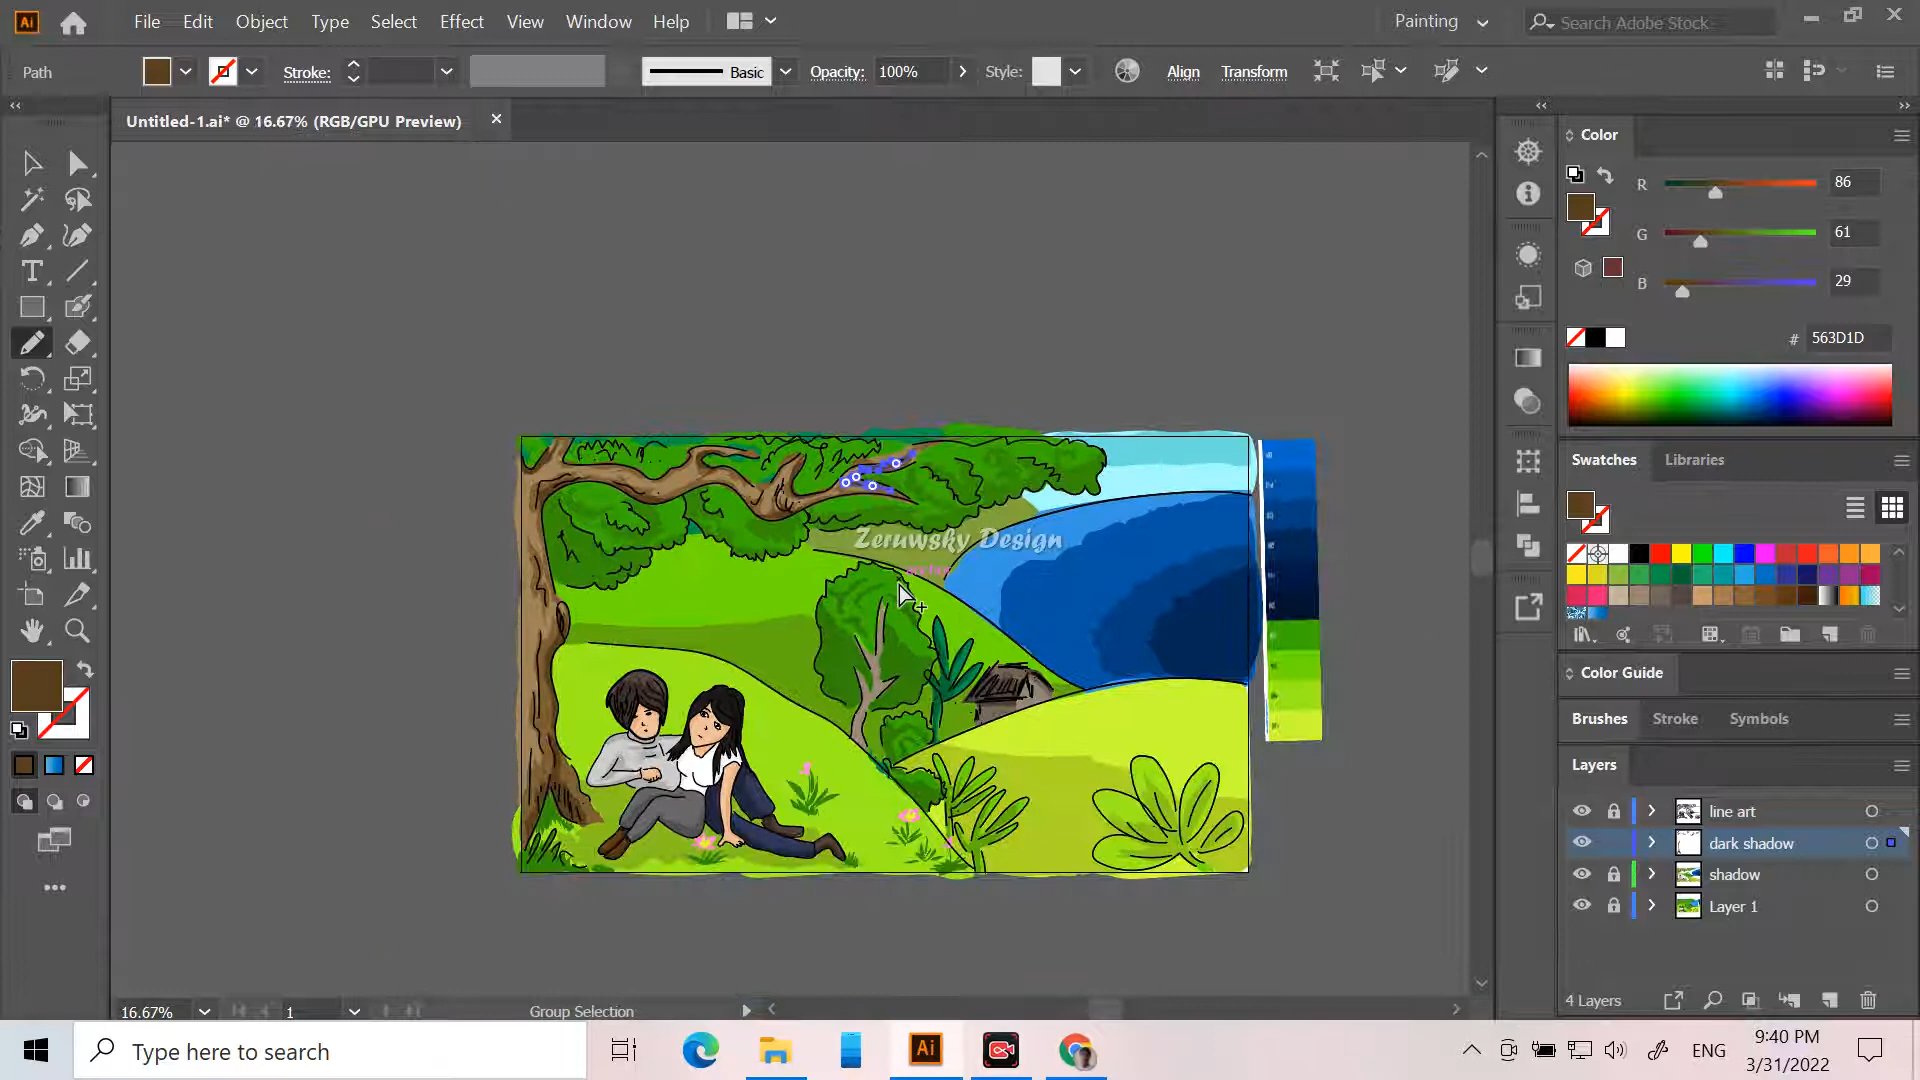 Ai File Edit Object Type Select Effect View Window Help Painting Search Adobe Stock
Path Stroke: Basic Opacity: 100% Style: Align Transform
Untitled-1.ai* @ 16.67% (RGB/GPU Preview)
Color
R 86
G 61
B 29
# 563D1D
Swatches Libraries
Zeruwsky Design
Color Guide
Brushes Stroke Symbols
Layers
line art
dark shadow
shadow
Layer 1
4 Layers
16.67% 1 Group Selection
Type here to search
Ai
ENG
9:40 PM
3/31/2022